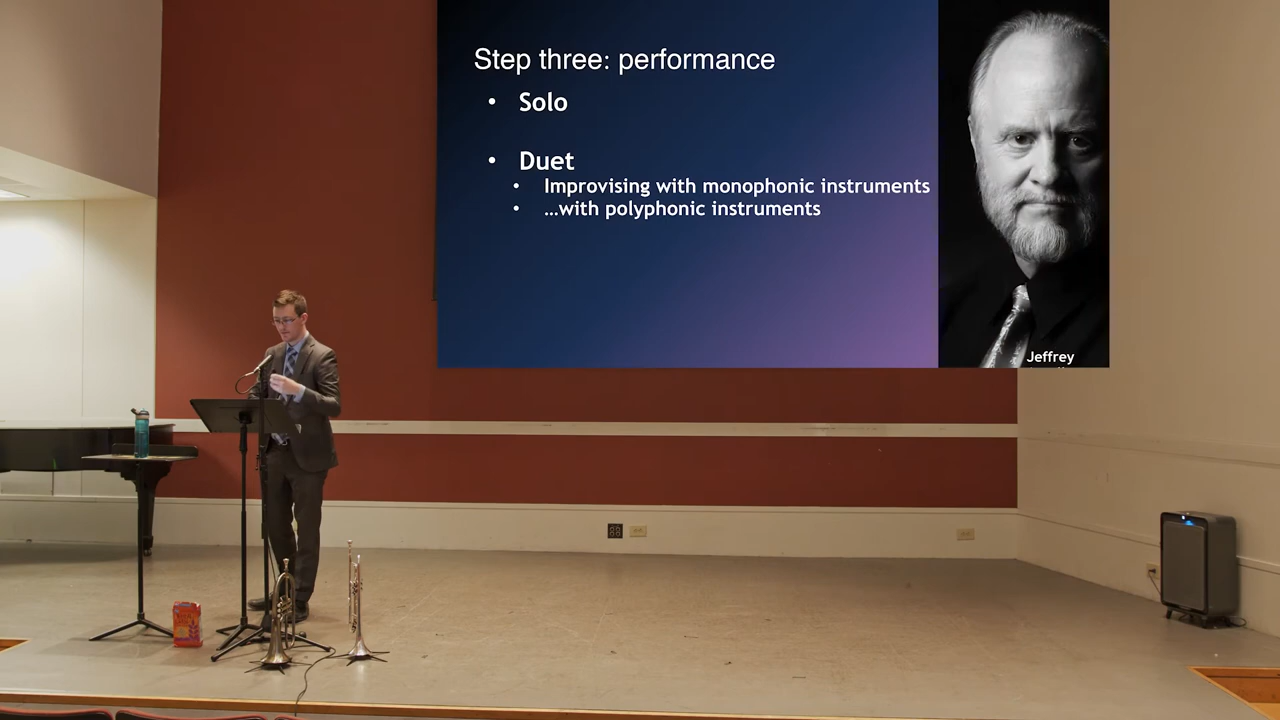 Step three: performance
• Solo
• Duet
• Improvising with monophonic instruments
• …with polyphonic instruments
Jeffrey